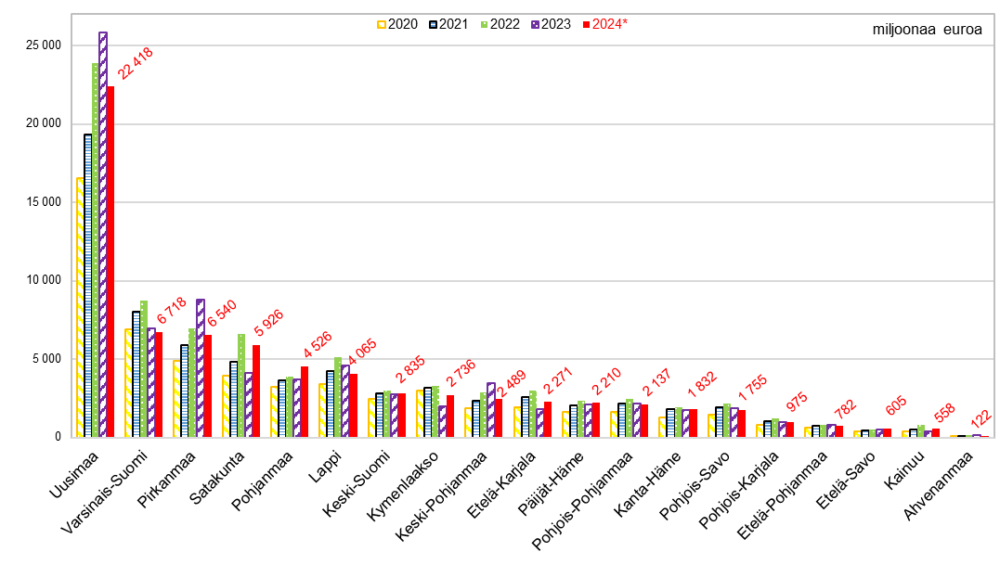 2020 2021 2022 2023 2024*
miljoonaa euroa
25 000
20 000
15 000
10 000
5 000
0
22 418
6 718
6 540
5 926
4 526
4 065
2 835
2 736
2 489
2 271
2 210
2 137
1 832
1 755
975
782
605
558
122
Uusimaa
Varsinais-Suomi
Pirkanmaa
Satakunta
Pohjanmaa
Lappi
Keski-Suomi
Kymenlaakso
Keski-Pohjanmaa
Etelä-Karjala
Päijät-Häme
Pohjois-Pohjanmaa
Kanta-Häme
Pohjois-Savo
Pohjois-Karjala
Etelä-Pohjanmaa
Etelä-Savo
Kainuu
Ahvenanmaa